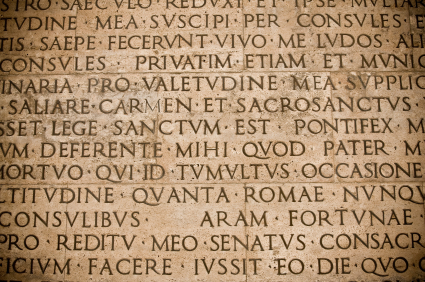 STRO · SAECVLO · REDVXI · ET · IPSE · MVLTAR
TVDINE · MEA · SVSCIPI · PER · CONSVLES · E
TIS · SAEPE · FECERVNT · VIVO · ME · LVDOS · ALI
CONSVLES · PRIVATIM · ETIAM · ET · MVNIC
INARIA · PRO · VALETVDINE · MEA · SVPPLIC
· SALIARE · CARMEN · ET · SACROSANCTVS ·
SSET · LEGE · SANCTVM · EST · PONTIFEX · M
VM · DEFERENTE · MIHI · QVOD · PATER · M
MORTVO · QVI · ID · TVMVLTVS · OCCASIONE
LTITVDINE · QVANTA · ROMAE · NVNQV
CONSVLIBVS · ARAM · FORTVNAE ·
PRO · REDITV · MEO · SENATVS · CONSACR
FICIVM · FACERE · IVSSIT · EO · DIE · QVO ·